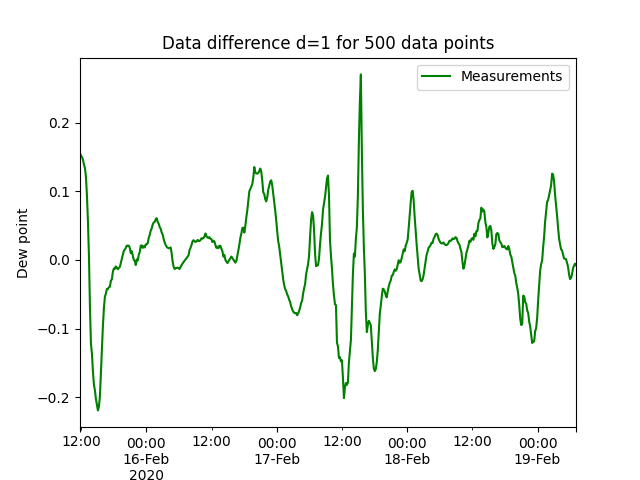 Data difference d=1 for 500 data points
Measurements
Dew point
0.2
0.1
0.0
−0.1
−0.2
12:00 00:00 12:00 00:00 12:00 00:00 12:00 00:00
16-Feb 17-Feb 18-Feb 19-Feb
2020